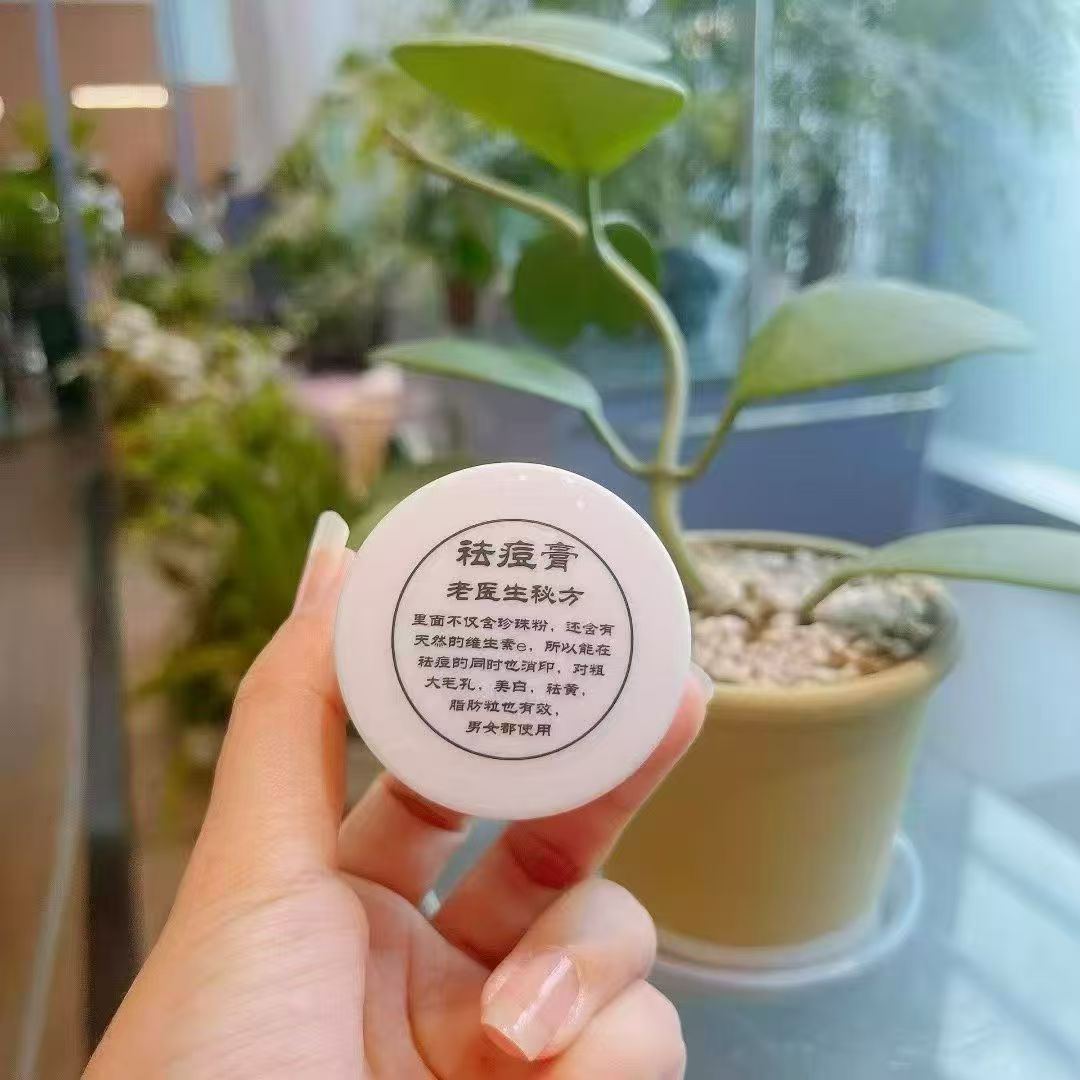 祛痘膏
老医生秘方
里面不仅含珍珠粉，还含有
天然的维生素e，所以能在
祛痘的同时也消印，对粗
大毛孔，美白，祛黄，
脂肪粒也有效，
男女都使用